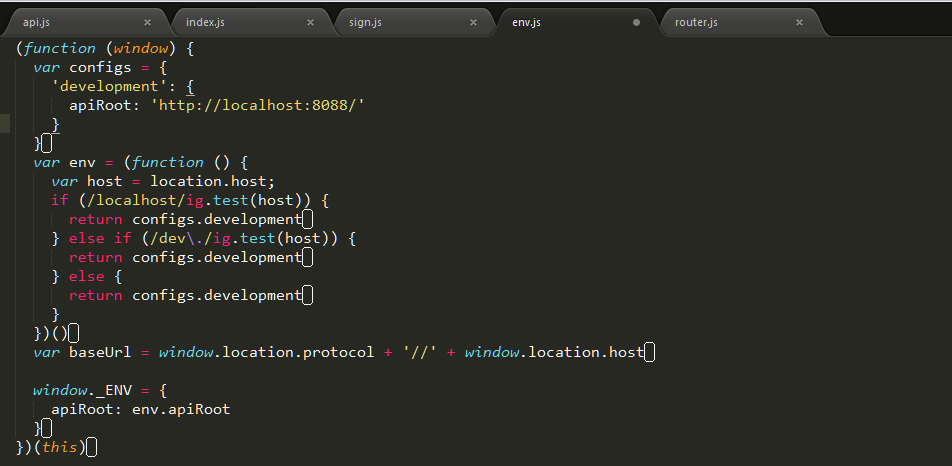 api.js × index.js × sign.js × env.js router.js ×
(function (window) {
  var configs = {
    'development': {
      apiRoot: 'http://localhost:8088/'
    }
  }
  var env = (function () {
    var host = location.host;
    if (/localhost/ig.test(host)) {
      return configs.development
    } else if (/dev\./ig.test(host)) {
      return configs.development
    } else {
      return configs.development
    }
  })()
  var baseUrl = window.location.protocol + '//' + window.location.host
  window._ENV = {
    apiRoot: env.apiRoot
  }
})(this)